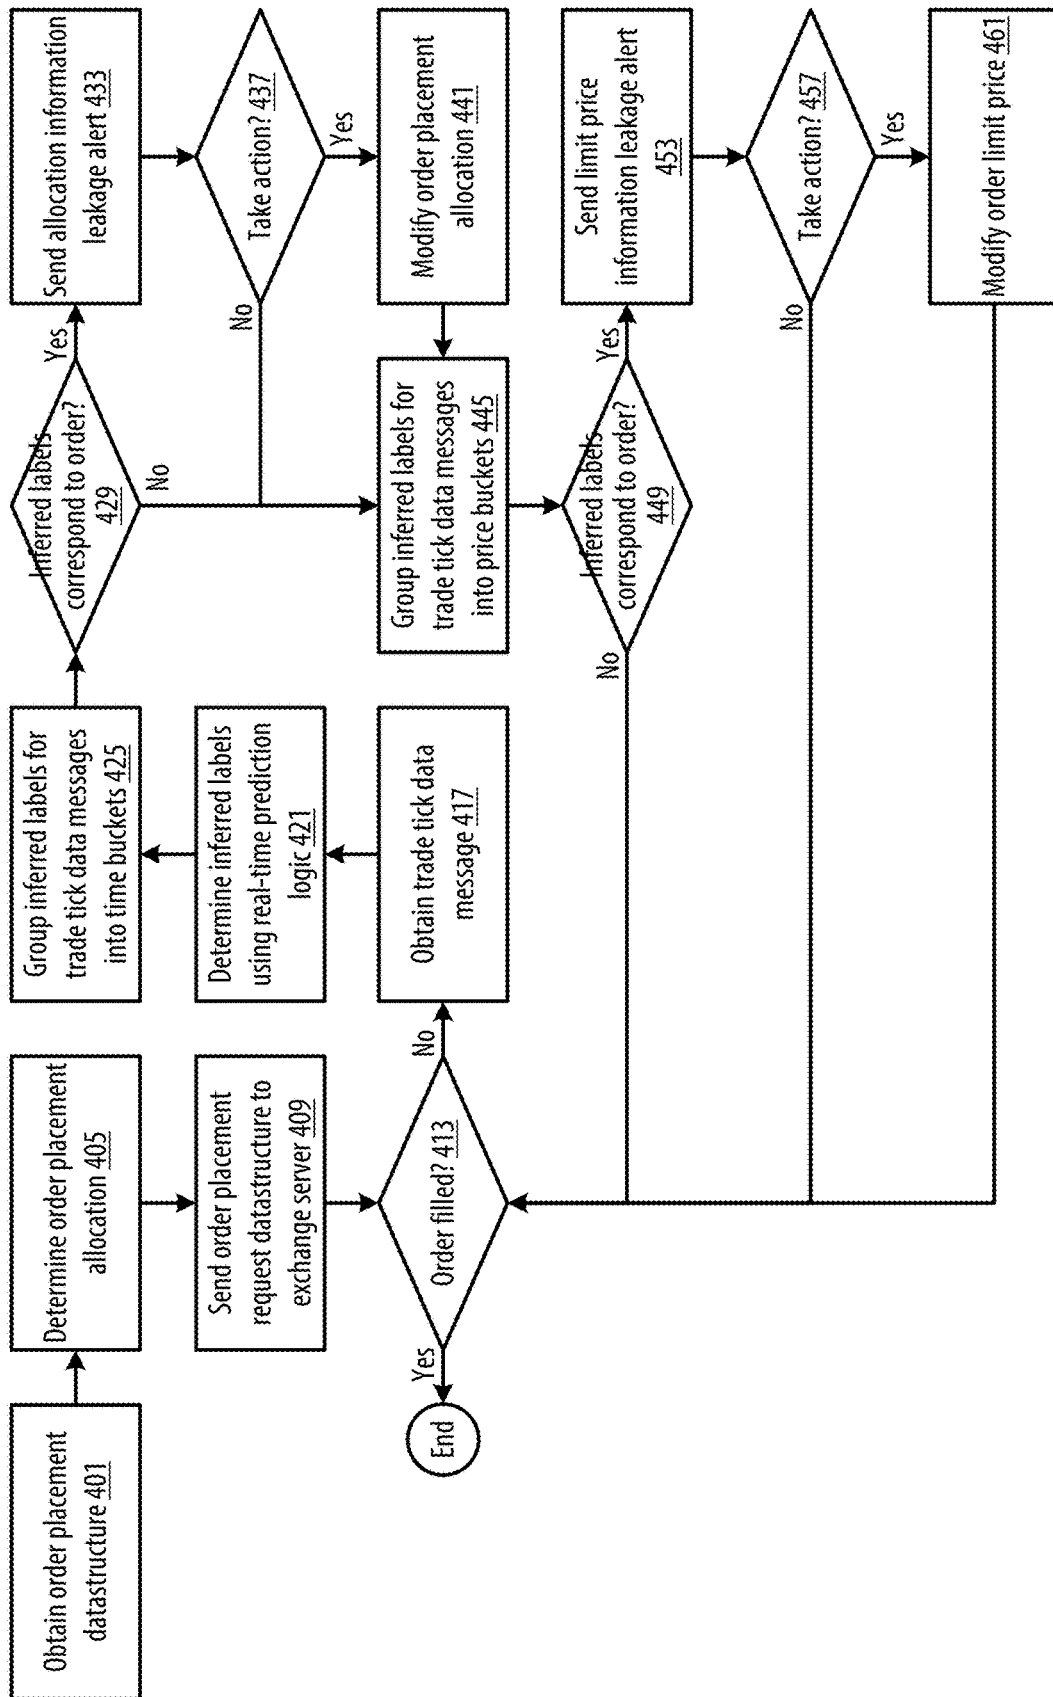 Obtain order placement
datastructure 401
Determine order placement
allocation 405
Send order placement
request datastructure to
exchange server 409
Order filled? 413
Yes
End
No
Obtain trade tick data
message 417
Determine inferred labels
using real-time prediction
logic 421
Group inferred labels for
trade tick data messages
into time buckets 425
Inferred labels
correspond to order?
429
Yes
No
Send allocation information
leakage alert 433
Take action? 437
No
Yes
Modify order placement
allocation 441
Group inferred labels for
trade tick data messages
into price buckets 445
Inferred labels
correspond to order?
449
No
Yes
Send limit price
information leakage alert
453
Take action? 457
No
Yes
Modify order limit price 461